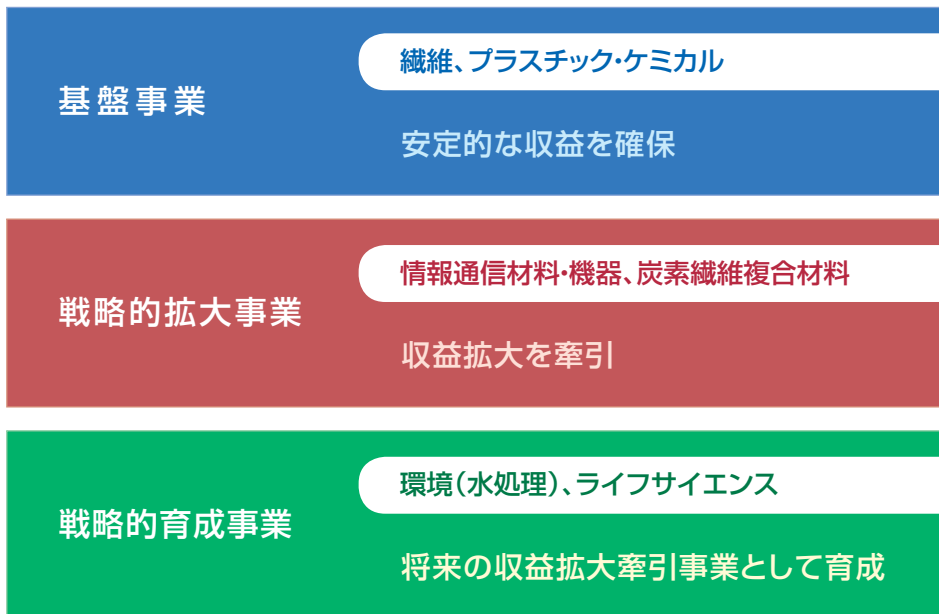 基盤事業
繊維、プラスチック・ケミカル
安定的な収益を確保
戦略的拡大事業
情報通信材料・機器、炭素繊維複合材料
収益拡大を牽引
戦略的育成事業
環境（水処理）、ライフサイエンス
将来の収益拡大牽引事業として育成